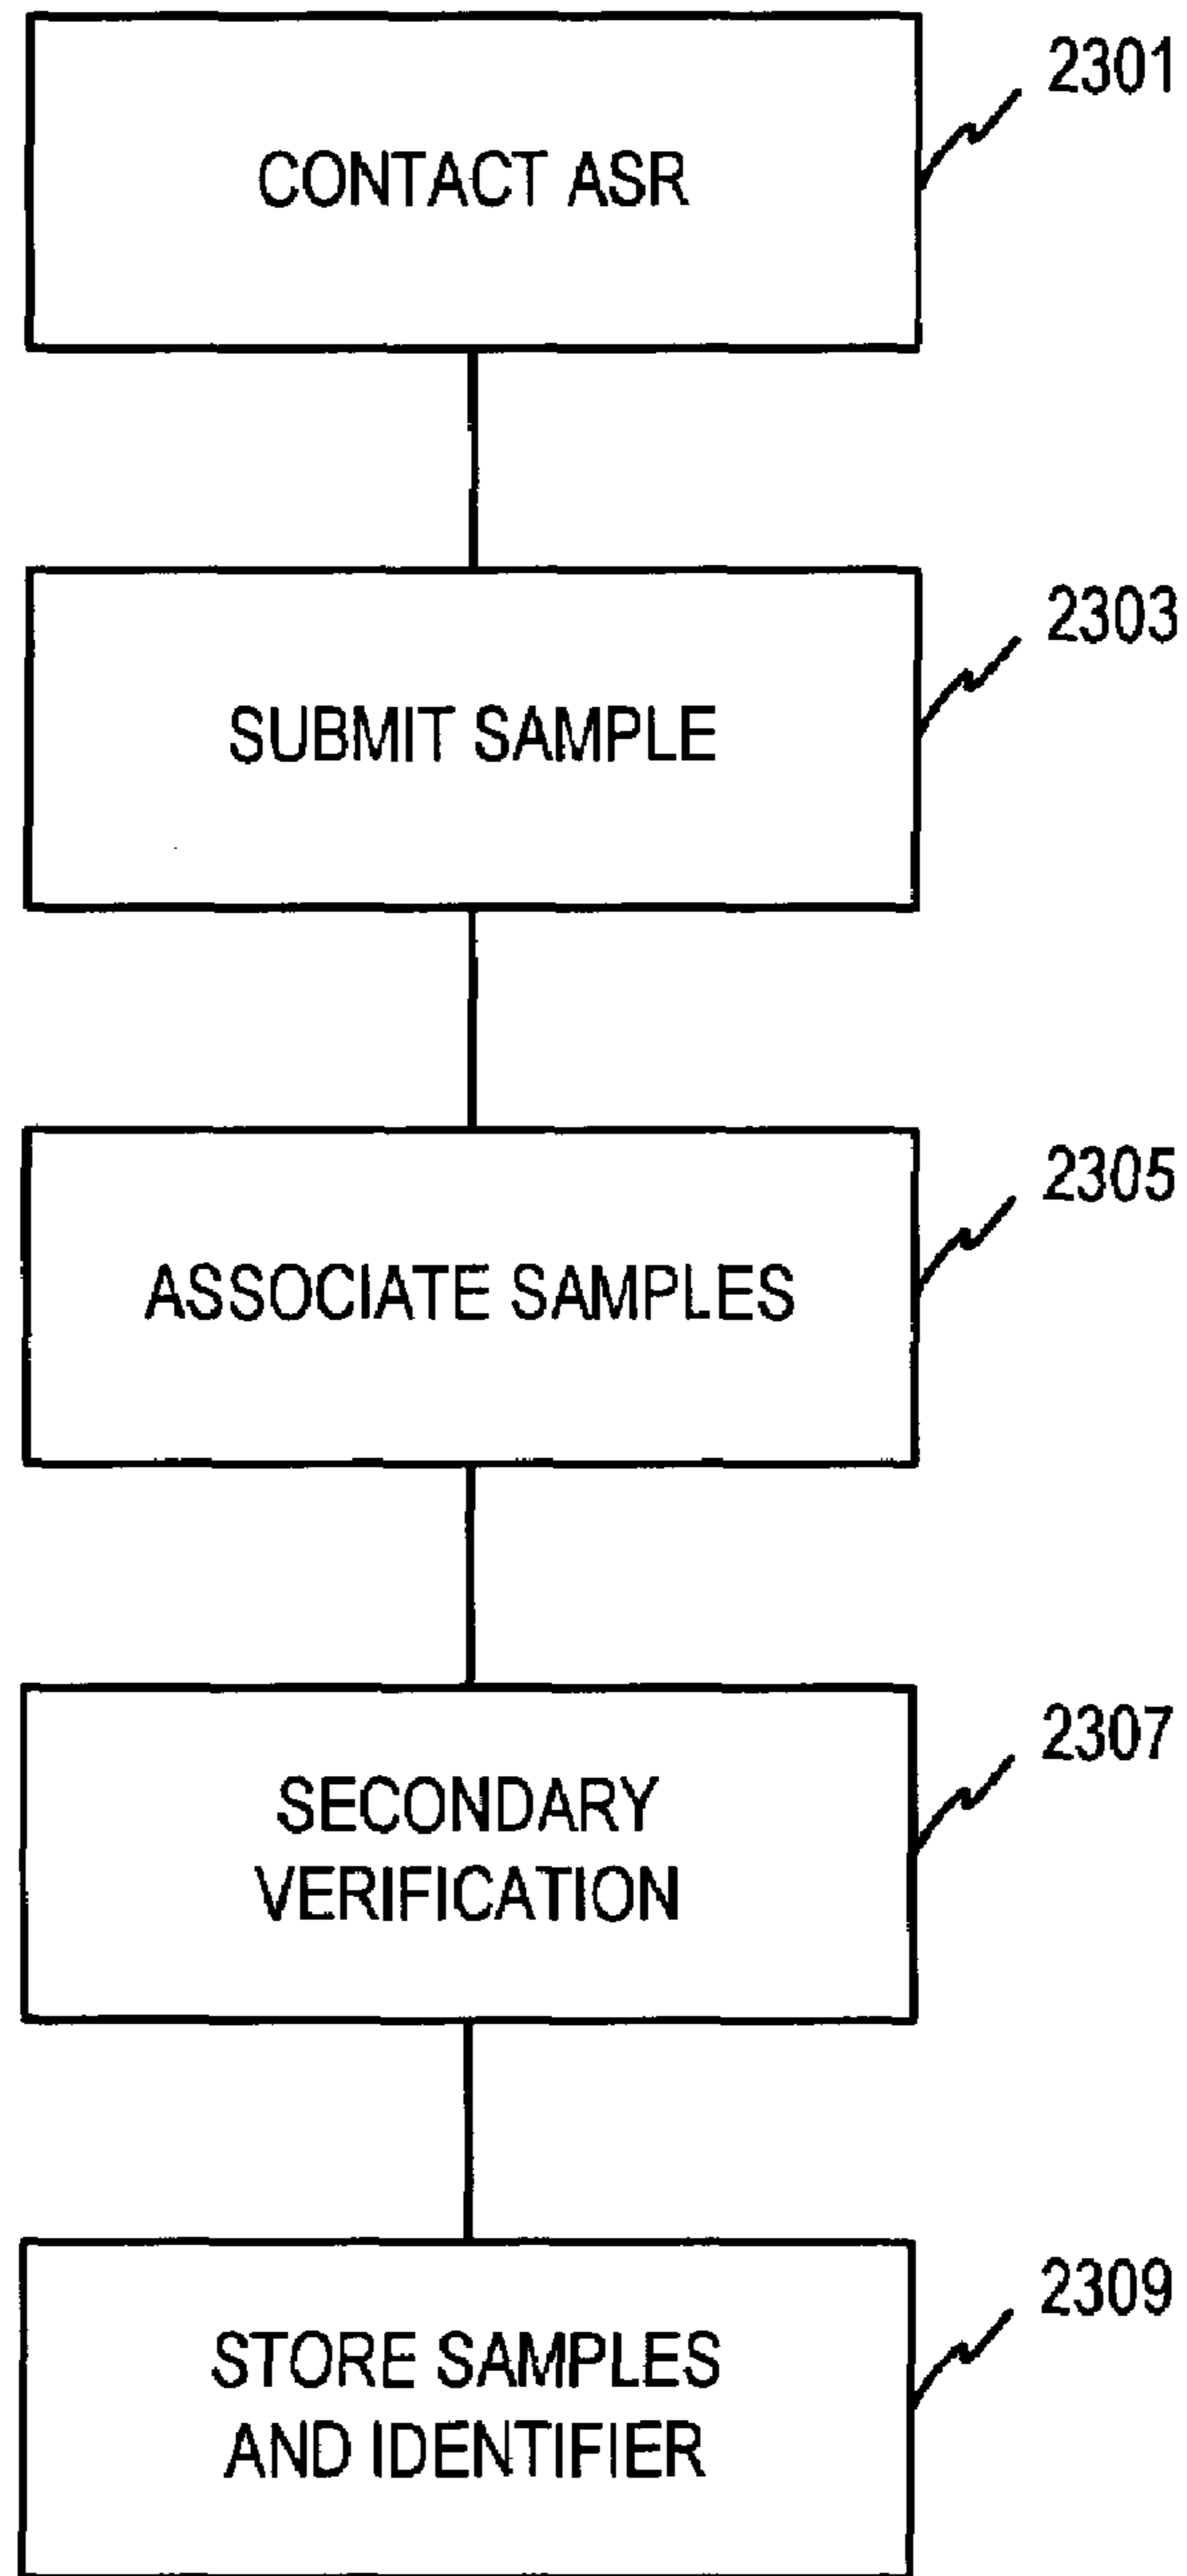 2301
CONTACT ASR
2303
SUBMIT SAMPLE
2305
ASSOCIATE SAMPLES
2307
SECONDARY
VERIFICATION
2309
STORE SAMPLES
AND IDENTIFIER